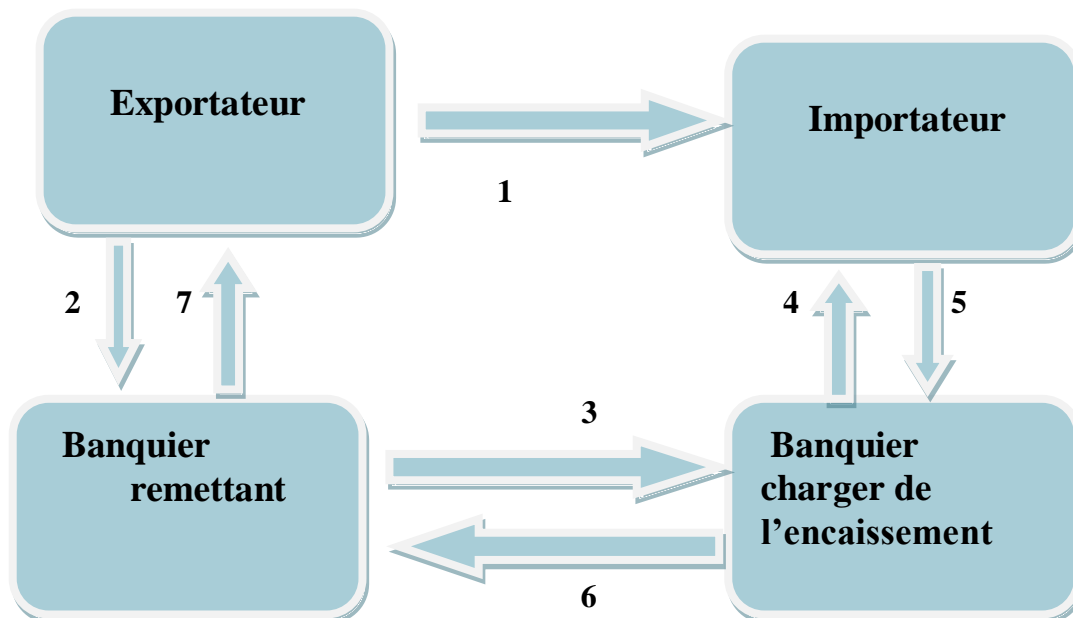 Exportateur
Importateur
1
2
7
4
5
3
Banquier
remettant
Banquier
charger de
l’encaissement
6